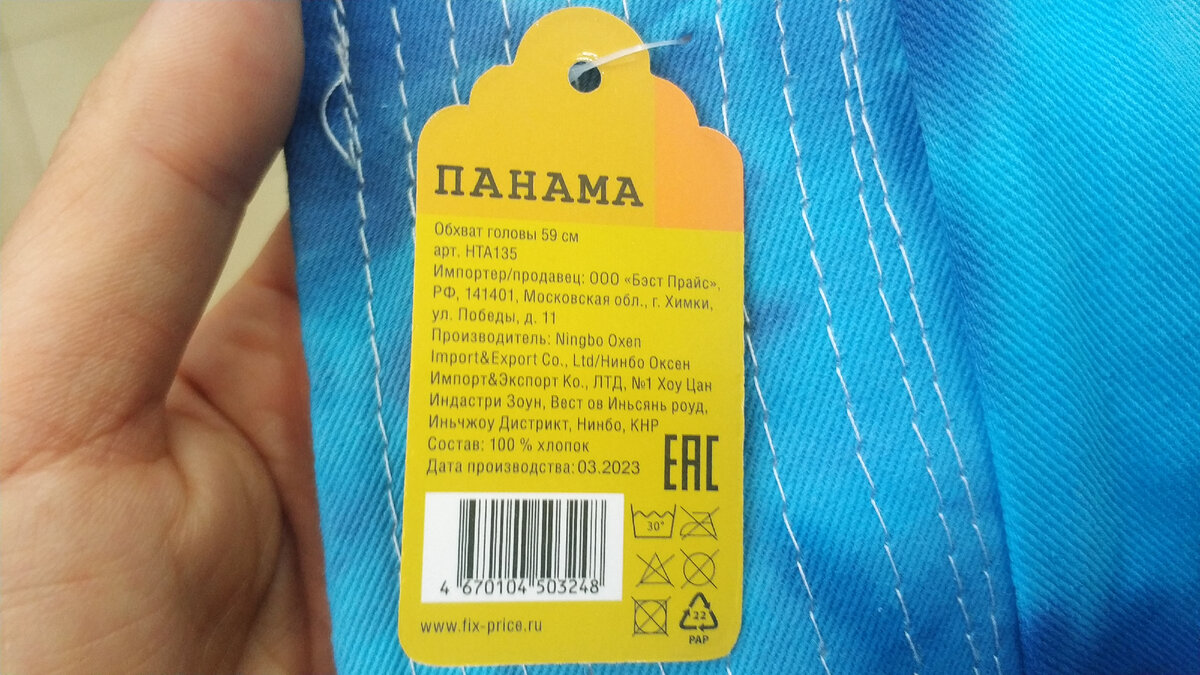 ПАНАМА
Обхват головы 59 см
арт. НТА135
Импортер/продавец: ООО «Бэст Прайс»,
РФ, 141401, Московская обл., г. Химки,
ул. Победы, д. 11
Производитель: Ningbo Oxen
Import&Export Co., Ltd/Нинбо Оксен
Импорт&Экспорт Ко., ЛТД, №1 Хоу Цан
Индастри Зоун, Вест ов Иньсянь роуд,
Иньчжоу Дистрикт, Нинбо, КНР
Состав: 100 % хлопок
Дата производства: 03.2023
EAC
30°
4 670104 503248
22
PAP
www.fix-price.ru